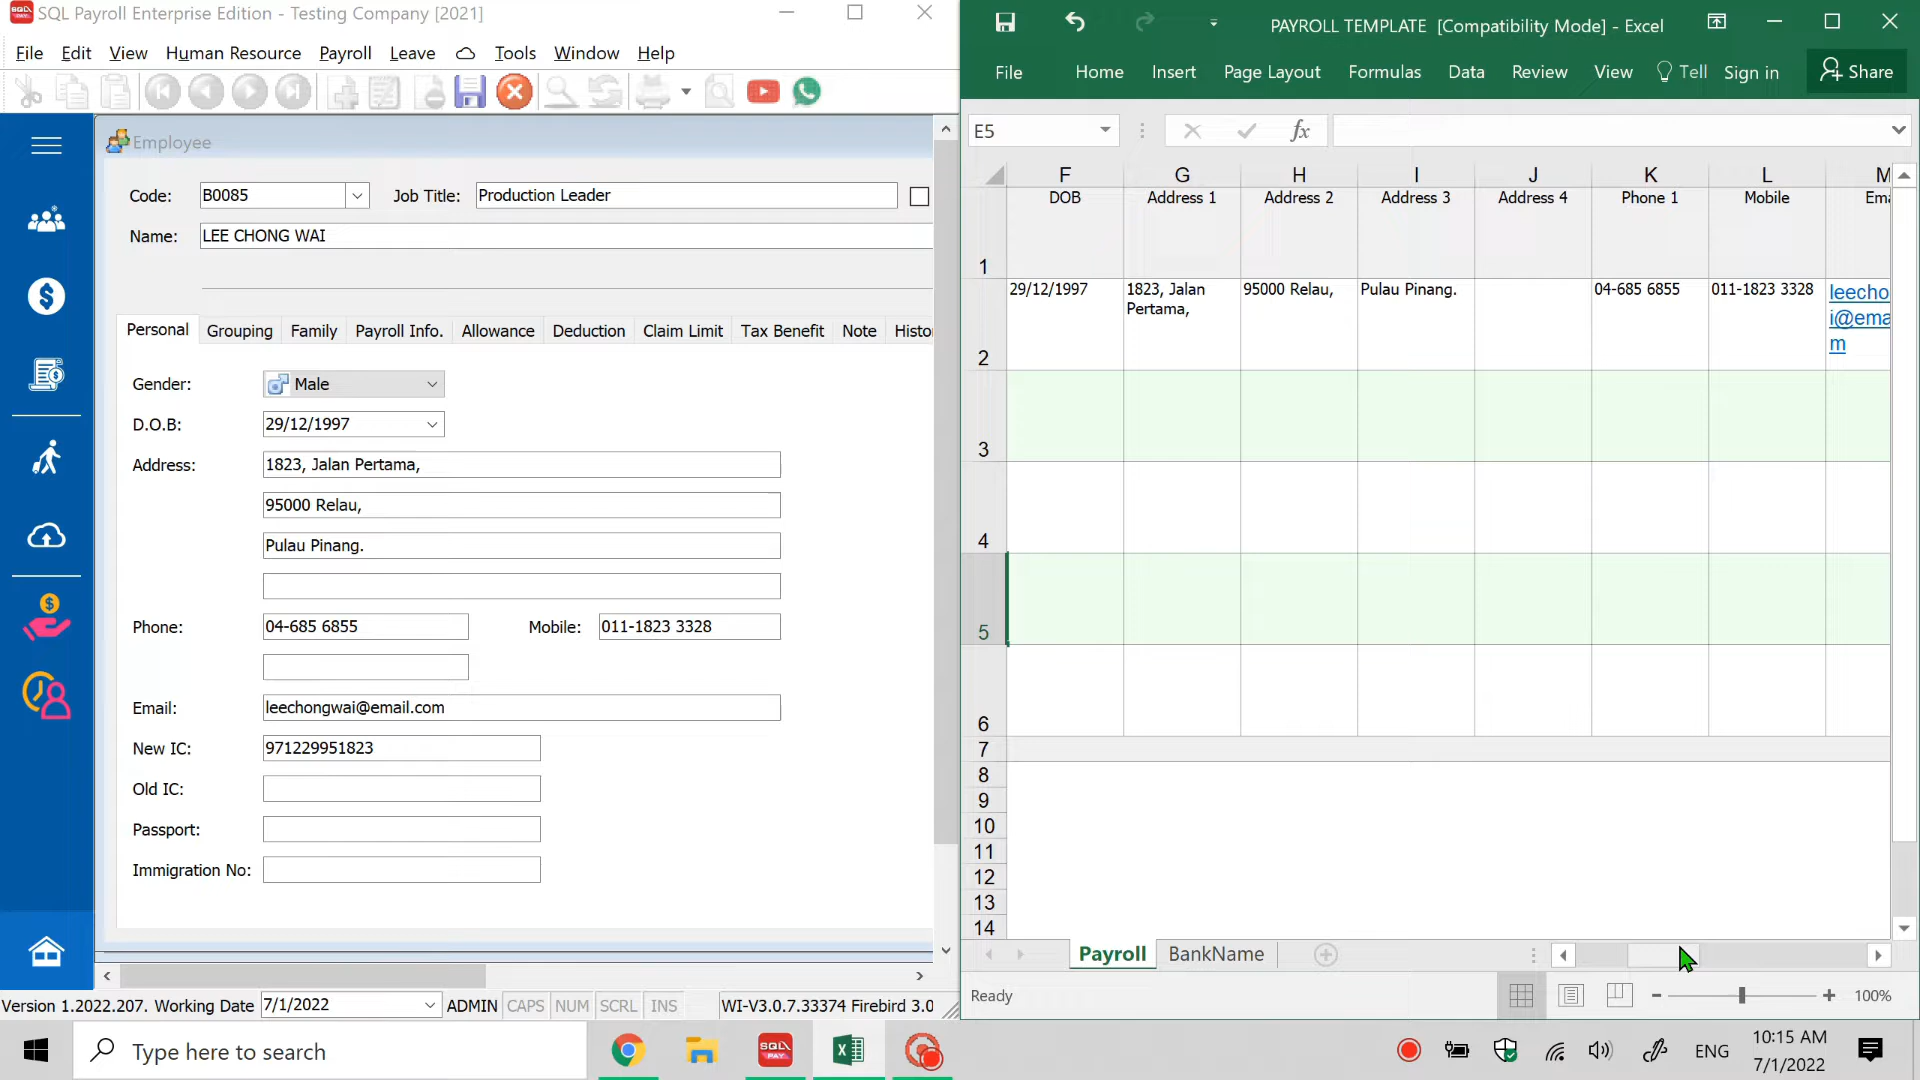 SQL Payroll Enterprise Edition - Testing Company [2021]
File Edit View Human Resource Payroll Leave Tools Window Help
Employee
Code: B0085 Job Title: Production Leader
Name: LEE CHONG WAI
Personal Grouping Family Payroll Info. Allowance Deduction Claim Limit Tax Benefit Note Histo
Gender: Male
D.O.B: 29/12/1997
Address: 1823, Jalan Pertama,
95000 Relau,
Pulau Pinang.
Phone: 04-685 6855 Mobile: 011-1823 3328
Email: leechongwai@email.com
New IC: 971229951823
Old IC:
Passport:
Immigration No:
Version 1.2022.207. Working Date 7/1/2022 ADMIN CAPS NUM SCRL INS WI-V3.0.7.33374 Firebird 3.0
PAYROLL TEMPLATE [Compatibility Mode] - Excel
File Home Insert Page Layout Formulas Data Review View Tell Sign in Share
E5 fx
F G H I J K L M
1 DOB Address 1 Address 2 Address 3 Address 4 Phone 1 Mobile Ema
2 29/12/1997 1823, Jalan Pertama, 95000 Relau, Pulau Pinang. 04-685 6855 011-1823 3328 leecho
i@ema
m
3
4
5
6
7
8
9
10
11
12
13
14
Payroll BankName
Ready 100%
Type here to search
SQL PAY
ENG
10:15 AM
7/1/2022